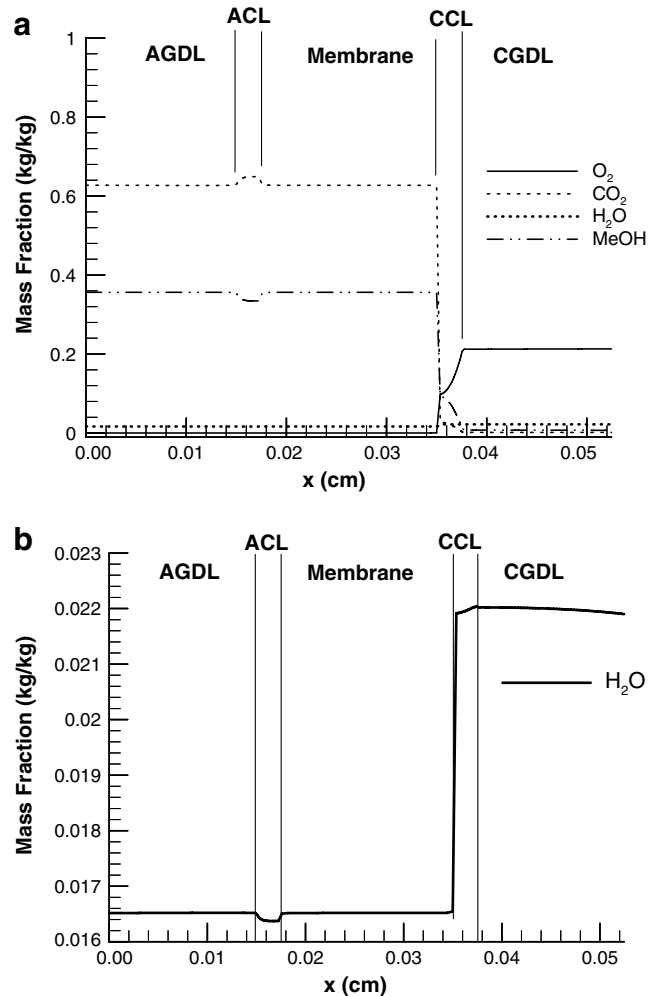 a
ACL
CCL
AGDL
Membrane
CGDL
1
0.8
0.6
0.4
0.2
0
Mass Fraction (kg/kg)
O₂
CO₂
H₂O
MeOH
0.00
0.01
0.02
0.03
0.04
0.05
x (cm)
b
ACL
CCL
AGDL
Membrane
CGDL
0.023
0.022
0.021
0.02
0.019
0.018
0.017
0.016
Mass Fraction (kg/kg)
H₂O
0.00
0.01
0.02
0.03
0.04
0.05
x (cm)